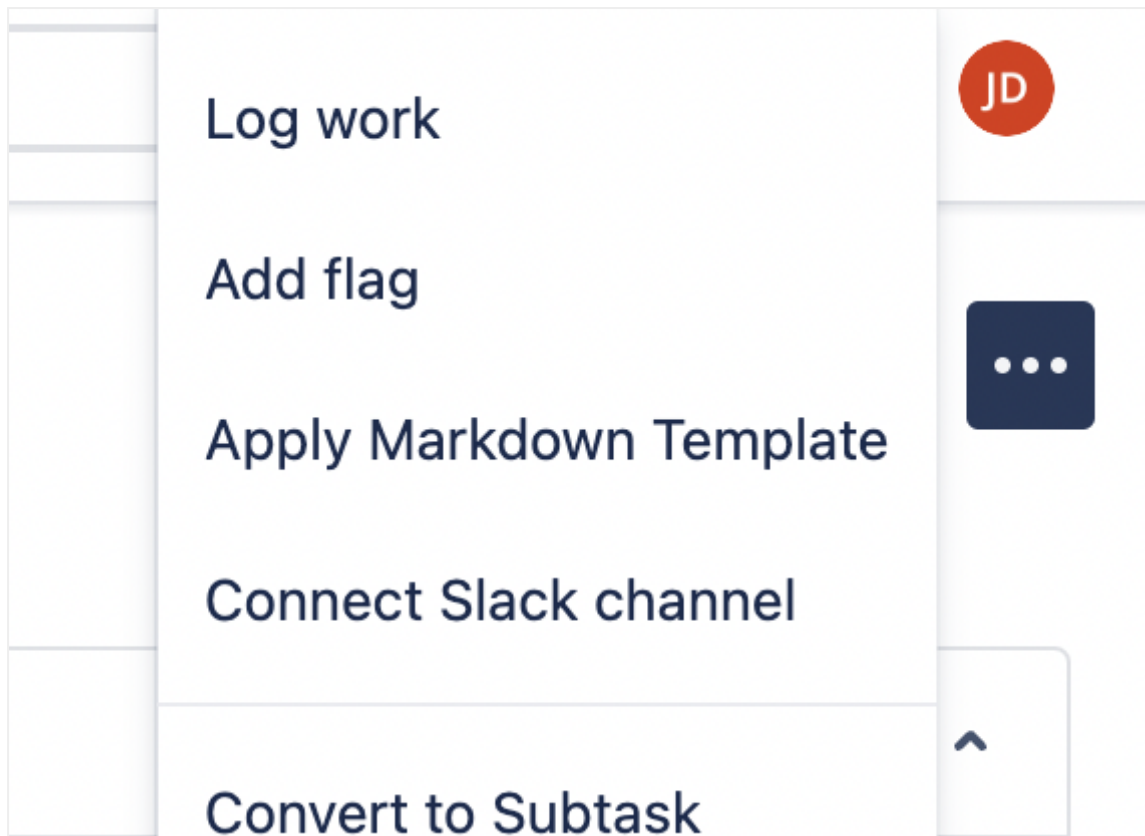 JD
Log work
Add flag
Apply Markdown Template
Connect Slack channel
Convert to Subtask